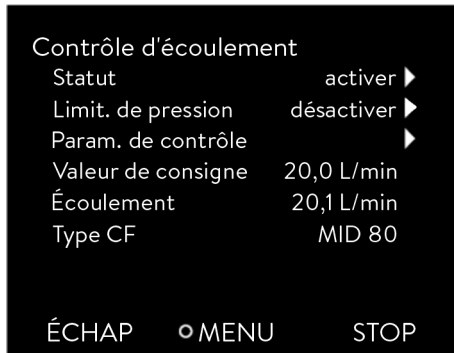 Contrôle d'écoulement
Statut activer
Limit. de pression désactiver
Param. de contrôle
Valeur de consigne 20,0 L/min
Écoulement 20,1 L/min
Type CF MID 80
ÉCHAP MENU STOP